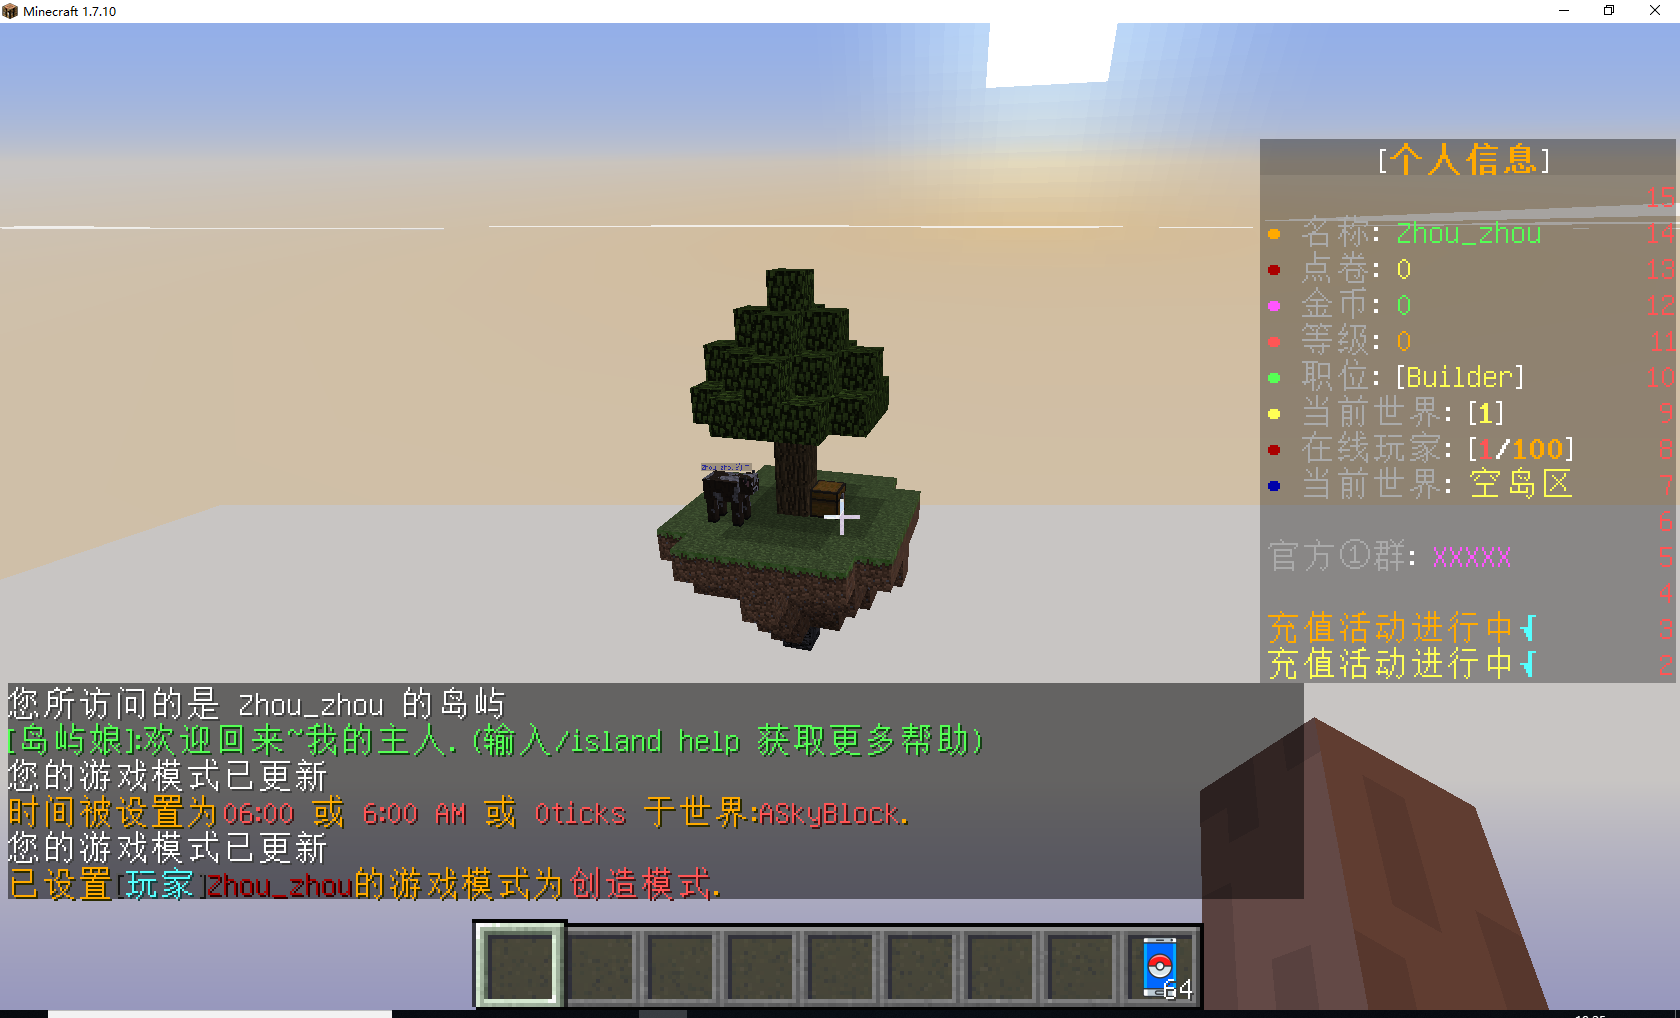 Minecraft 1.7.10
[个人信息]
15
名称: Zhou_zhou 14
点卷: 0 13
金币: 0 12
等级: 0 11
职位: [Builder] 10
当前世界: [1] 9
在线玩家: [1/100] 8
当前世界: 空岛区 7
6
官方①群: XXXXX 5
4
充值活动进行中 3
充值活动进行中 2
您所访问的是 Zhou_zhou 的岛屿
[岛屿娘]:欢迎回来~我的主人. (输入/island help 获取更多帮助)
您的游戏模式已更新
时间被设置为06:00 或 6:00 AM 或 0ticks 于世界:ASkyBlock.
您的游戏模式已更新
已设置[玩家]Zhou_zhou的游戏模式为创造模式.
64